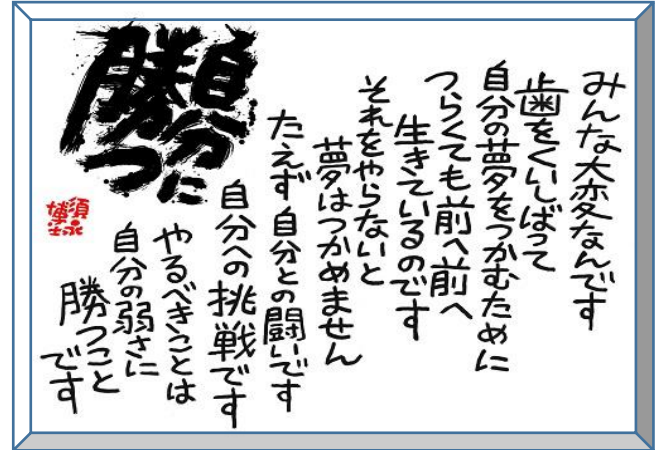 みんな大変なんです
歯をくいしばって
自分の夢をつかむために
つらくても前へ前へ
生きているのです
それをやらないと
夢はつかめません
たえず自分との闘いです
自分への挑戦です
やるべきことは
自分の弱さに
勝つこと
です
自分に
勝つ
須永
博士